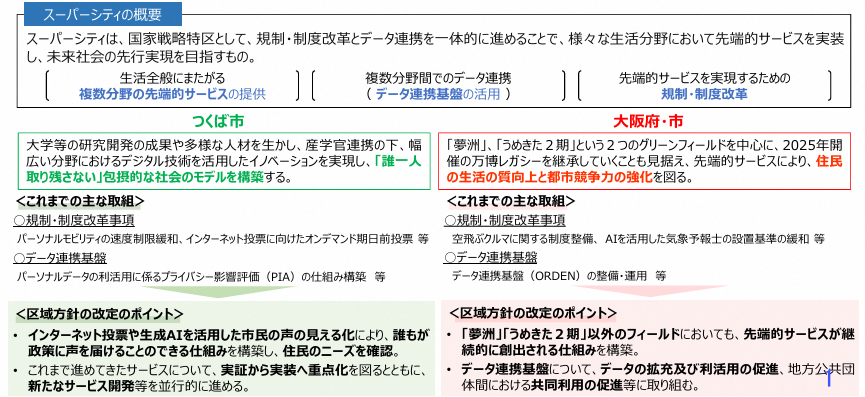 スーパーシティの概要
スーパーシティは、国家戦略特区として、規制・制度改革とデータ連携を一体的に進めることで、様々な生活分野において先端的サービスを実装
し、未来社会の先行実現を目指すもの。
生活全般にまたがる
複数分野の先端的サービスの提供
複数分野間でのデータ連携
（データ連携基盤の活用）
先端的サービスを実現するための
規制・制度改革
つくば市
大学等の研究開発の成果や多様な人材を生かし、産学官連携の下、幅
広い分野におけるデジタル技術を活用したイノベーションを実現し、「誰一人
取り残さない」包摂的な社会のモデルを構築する。
<これまでの主な取組>
○規制・制度改革事項
パーソナルモビリティの速度制限緩和、インターネット投票に向けたオンデマンド期日前投票 等
○データ連携基盤
パーソナルデータの利活用に係るプライバシー影響評価（PIA）の仕組み構築 等
<区域方針の改定のポイント>
• インターネット投票や生成AIを活用した市民の声の見える化により、誰もが
政策に声を届けることのできる仕組みを構築し、住民のニーズを確認。
• これまで進めてきたサービスについて、実証から実装へ重点化を図るとともに、
新たなサービス開発等を並行的に進める。
大阪府・市
「夢洲」、「うめきた２期」という２つのグリーンフィールドを中心に、2025年開
催の万博レガシーを継承していくことも見据え、先端的サービスにより、住民
の生活の質向上と都市競争力の強化を図る。
<これまでの主な取組>
○規制・制度改革事項
空飛ぶクルマに関する制度整備、AIを活用した気象予報士の設置基準の緩和 等
○データ連携基盤
データ連携基盤（ORDEN）の整備・運用 等
<区域方針の改定のポイント>
• 「夢洲」「うめきた２期」以外のフィールドにおいても、先端的サービスが継
続的に創出される仕組みを構築。
• データ連携基盤について、データの拡充及び利活用の促進、地方公共団
体間における共同利用の促進等に取り組む。
1